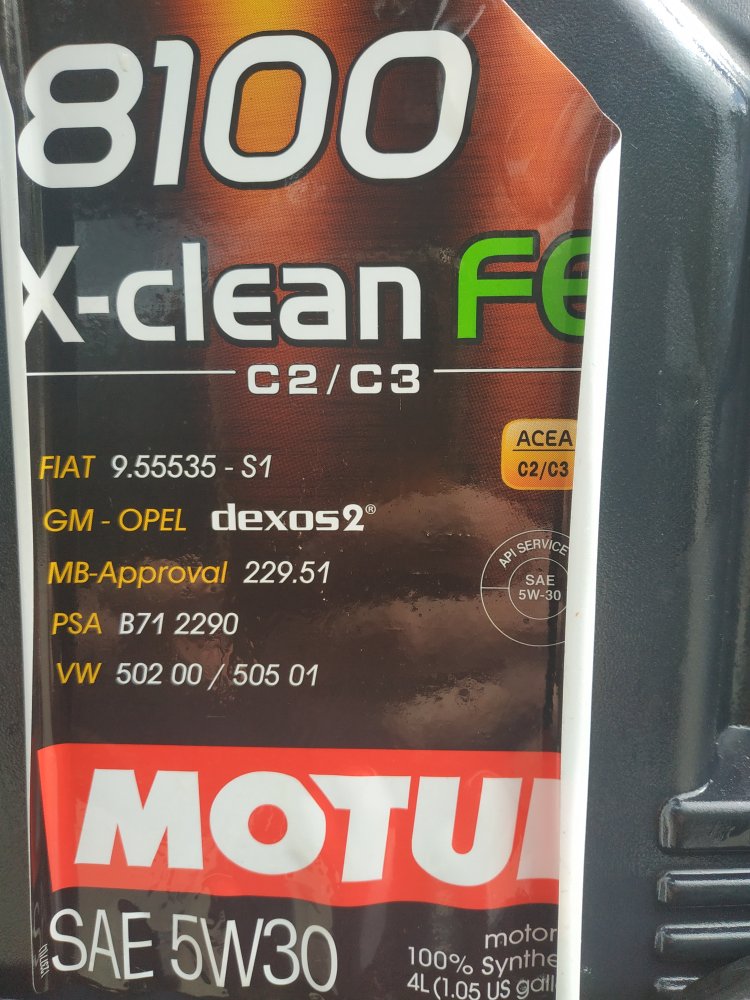 8100
X-clean FE
C2/C3
FIAT 9.55535 - S1
GM - OPEL dexos2®
MB-Approval 229.51
PSA B71 2290
VW 502 00 / 505 01
ACEA
C2/C3
API SERVICE
SAE
5W-30
MOTUL
SAE 5W30
motor
100% Synthe
4L (1.05 US gall